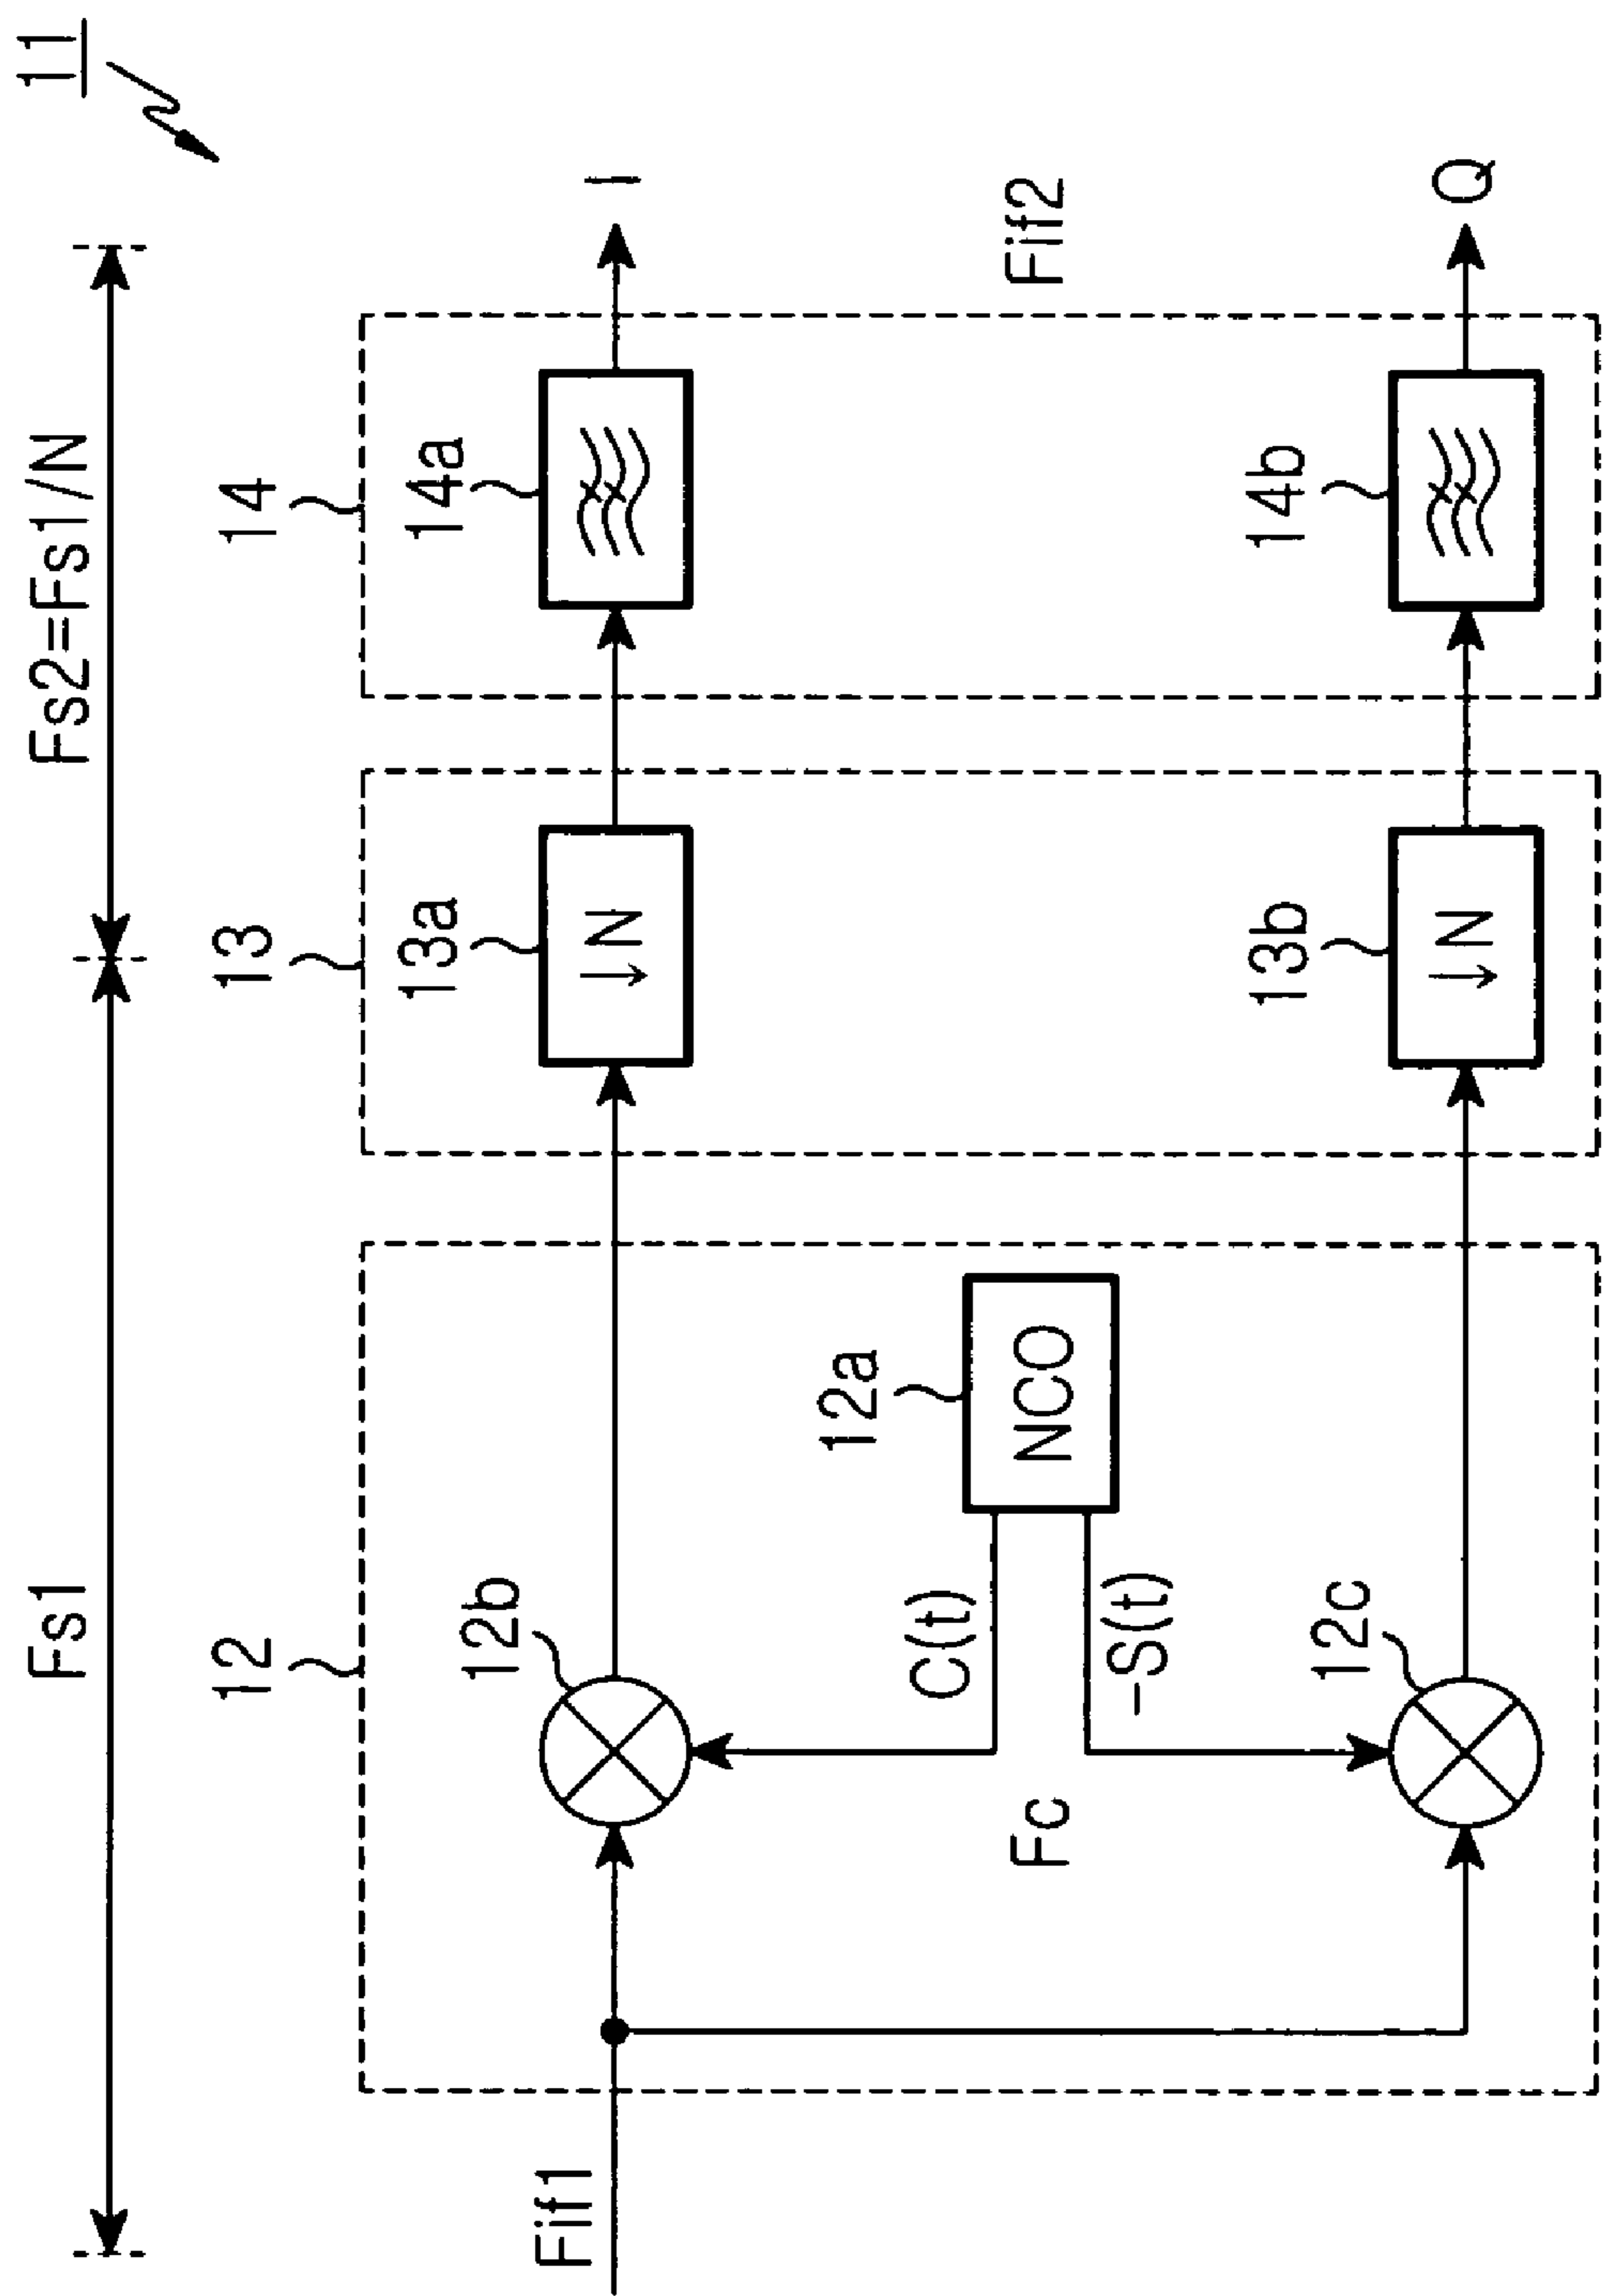 11
Fs1
Fs2=Fs1/N
12
13
14
12b
13a
14a
Fif1
↓N
I
12a
C(t)
NCO
Fc
Fif2
-S(t)
12c
13b
14b
↓N
Q